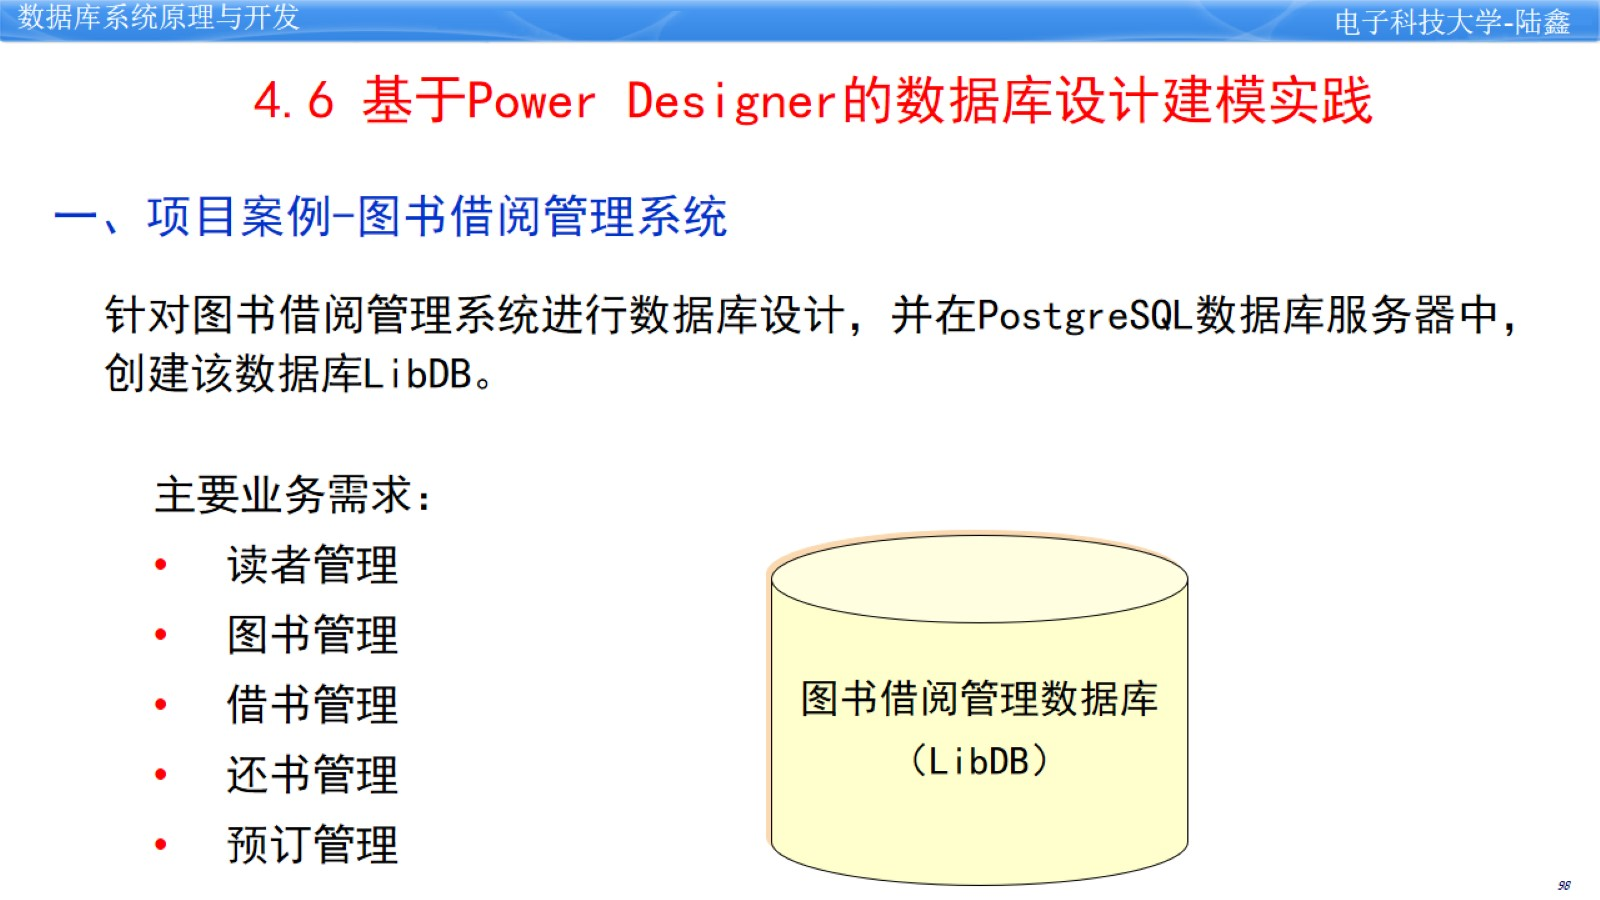 数据库系统原理与开发
电子科技大学-陆鑫
4.6 基于Power Designer的数据库设计建模实践
一、项目案例-图书借阅管理系统
针对图书借阅管理系统进行数据库设计，并在PostgreSQL数据库服务器中，
创建该数据库LibDB。
主要业务需求：
• 读者管理
• 图书管理
• 借书管理
• 还书管理
• 预订管理
图书借阅管理数据库
（LibDB）
98